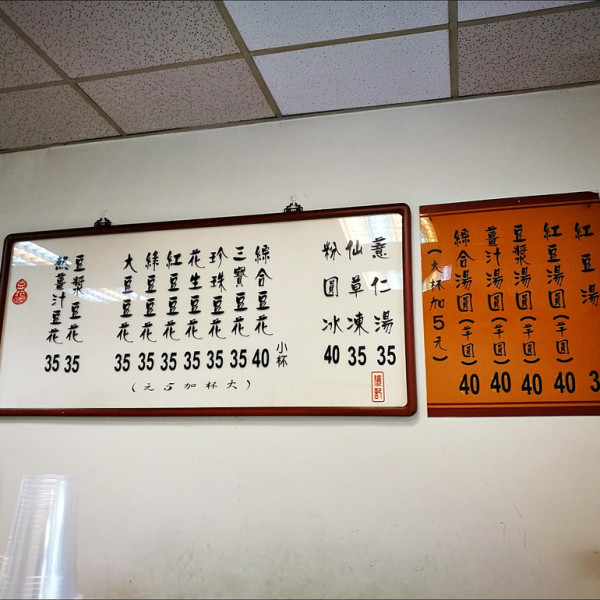 薏仁湯 35
仙草凍 35
粉圓冰 40
小杯
綜合豆花 40
三寶豆花 35
珍珠豆花 35
花生豆花 35
紅豆豆花 35
綠豆豆花 35
大豆豆花 35
豆漿豆花 35
熱薑汁豆花 35
(大杯加5元)
紅豆湯 3
紅豆湯圓(芋圓) 40
豆漿湯圓(芋圓) 40
薑汁湯圓(芋圓) 40
綜合湯圓(芋圓) 40
(大杯加5元)